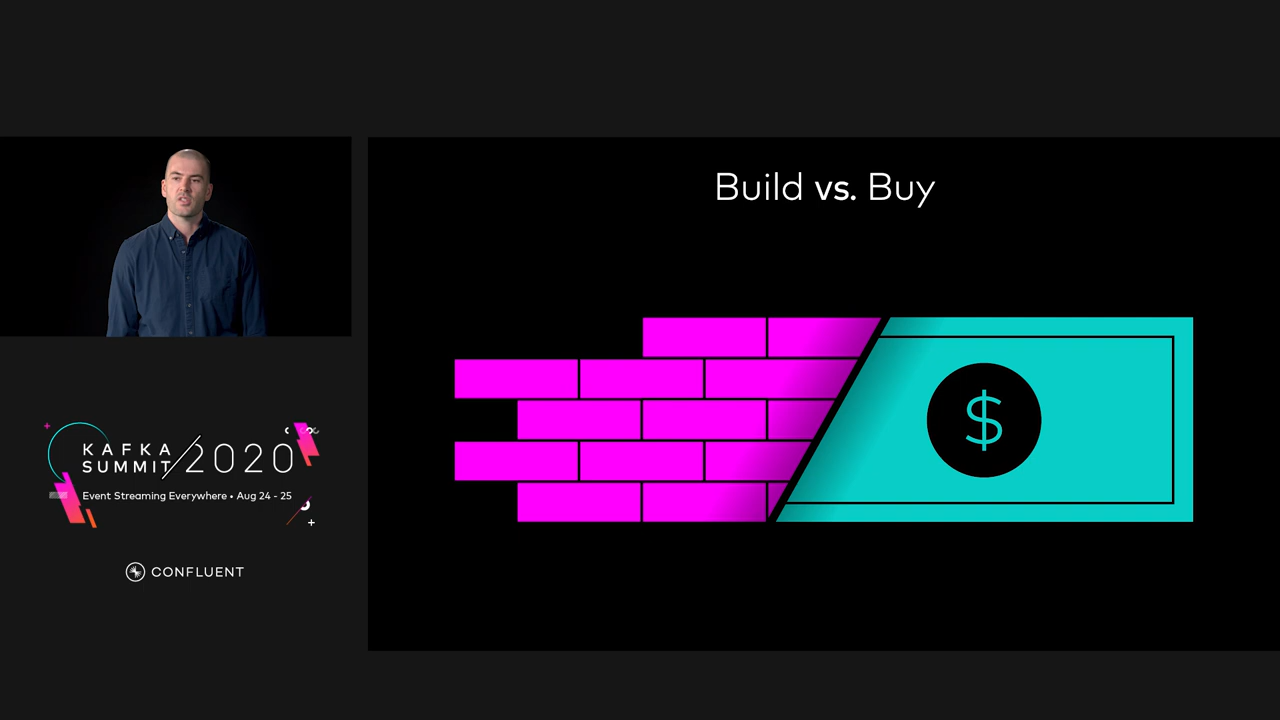 Build vs. Buy
$
KAFKA
SUMMIT
2020
Event Streaming Everywhere • Aug 24 - 25
CONFLUENT